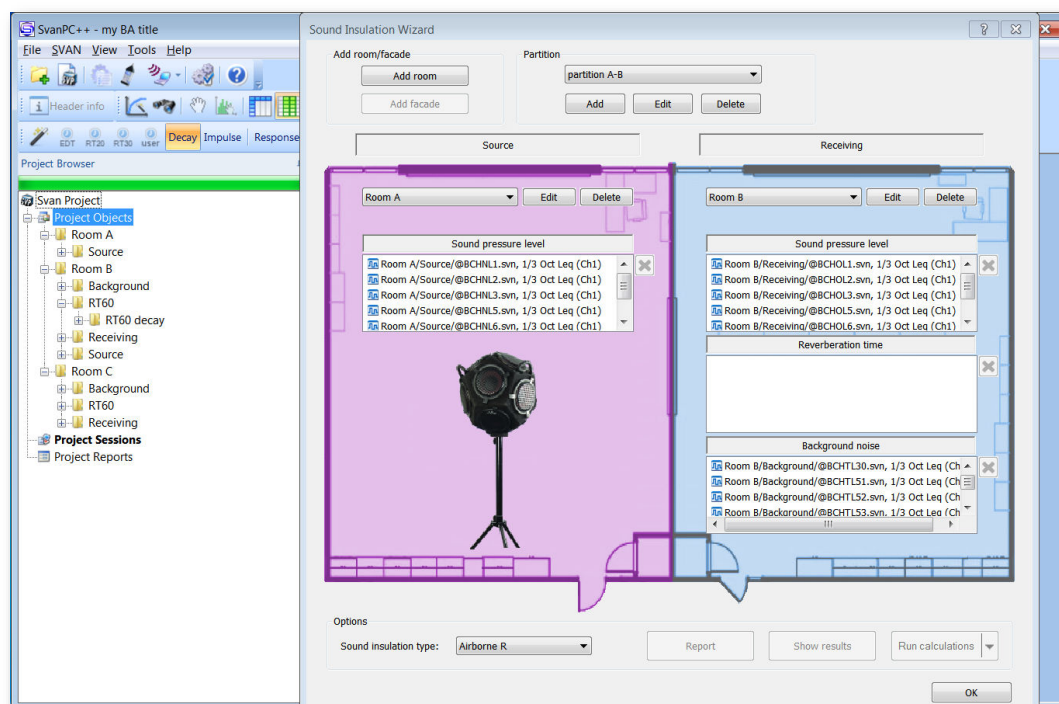 SvanPC++ - my BA title
File SVAN View Tools Help
Header info
EDT RT20 RT30 user Decay Impulse Response
Project Browser
Svan Project
Project Objects
Room A
Source
Room B
Background
RT60
RT60 decay
Receiving
Source
Room C
Background
RT60
Receiving
Project Sessions
Project Reports
Sound Insulation Wizard
Add room/facade
Add room
Add facade
Partition
partition A-B
Add Edit Delete
Source
Receiving
Room A Edit Delete
Sound pressure level
Room A/Source/@BCHNL1.svn, 1/3 Oct Leq (Ch1)
Room A/Source/@BCHNL2.svn, 1/3 Oct Leq (Ch1)
Room A/Source/@BCHNL3.svn, 1/3 Oct Leq (Ch1)
Room A/Source/@BCHNL5.svn, 1/3 Oct Leq (Ch1)
Room A/Source/@BCHNL6.svn, 1/3 Oct Leq (Ch1)
Room B Edit Delete
Sound pressure level
Room B/Receiving/@BCHOL1.svn, 1/3 Oct Leq (Ch1)
Room B/Receiving/@BCHOL2.svn, 1/3 Oct Leq (Ch1)
Room B/Receiving/@BCHOL3.svn, 1/3 Oct Leq (Ch1)
Room B/Receiving/@BCHOL5.svn, 1/3 Oct Leq (Ch1)
Room B/Receiving/@BCHOL6.svn, 1/3 Oct Leq (Ch1)
Reverberation time
Background noise
Room B/Background/@BCHTL30.svn, 1/3 Oct Leq (Ch
Room B/Background/@BCHTL51.svn, 1/3 Oct Leq (Ch
Room B/Background/@BCHTL52.svn, 1/3 Oct Leq (Ch
Room B/Background/@BCHTL53.svn, 1/3 Oct Leq (Ch
Options
Sound insulation type: Airborne R
Report Show results Run calculations
OK